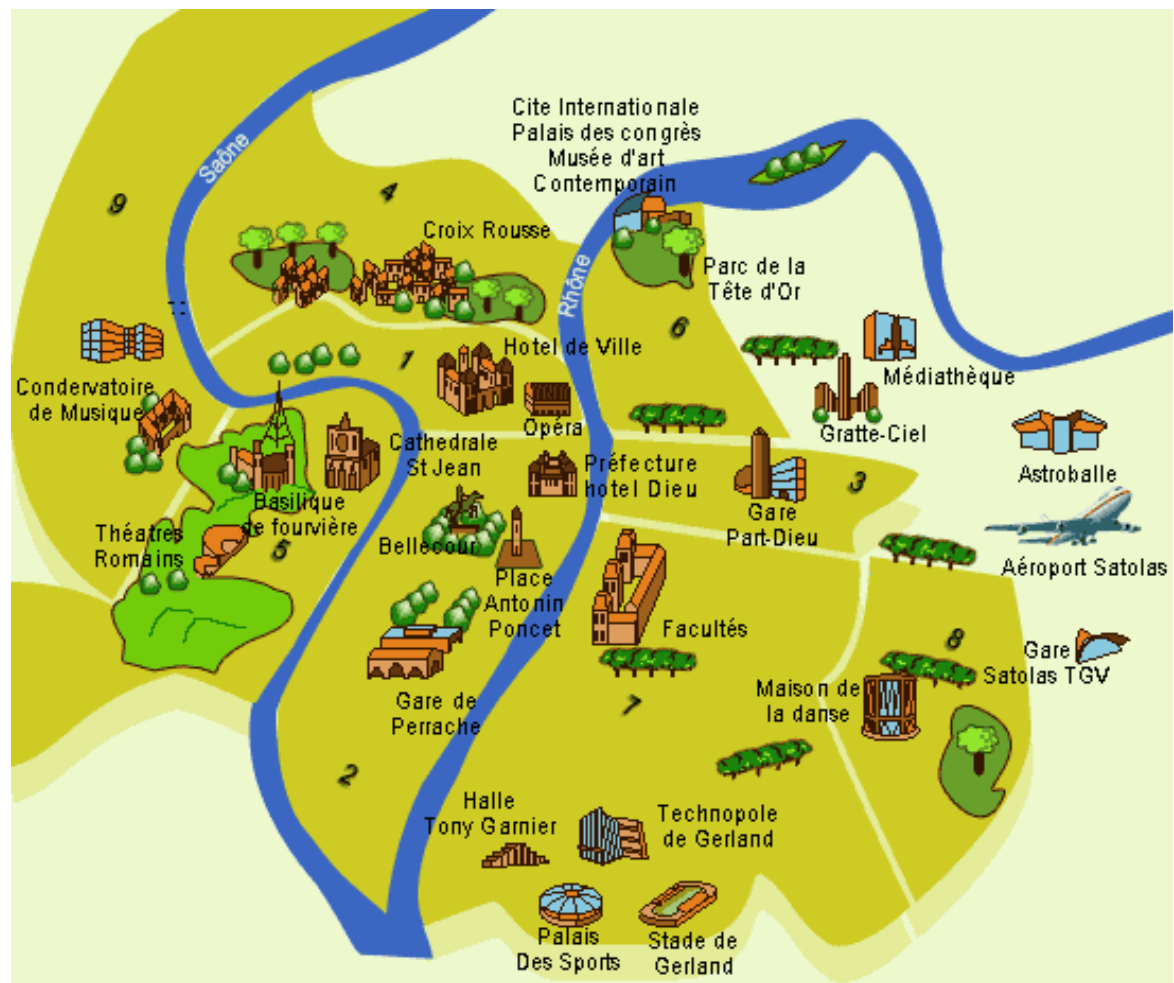 Cite Internationale
Palais des congrès
Musée d'art
Contemporain
Saône
9
4
Croix Rousse
Rhône
Parc de la
Tête d'Or
6
1
Hotel de Ville
Médiathèque
Condervatoire
de Musique
Opéra
Gratte-Ciel
Cathedrale
St Jean
Préfecture
hotel Dieu
3
Astroballe
Basilique
de fourvière
Gare
Part-Dieu
Théatres
Romains
5
Bellecour
Place
Antonin
Poncet
Aéroport Satolas
Facultés
8
Gare
Satolas TGV
Gare de
Perrache
7
Maison de
la danse
2
Halle
Tony Garnier
Technopole
de Gerland
Palais
Des Sports
Stade de
Gerland